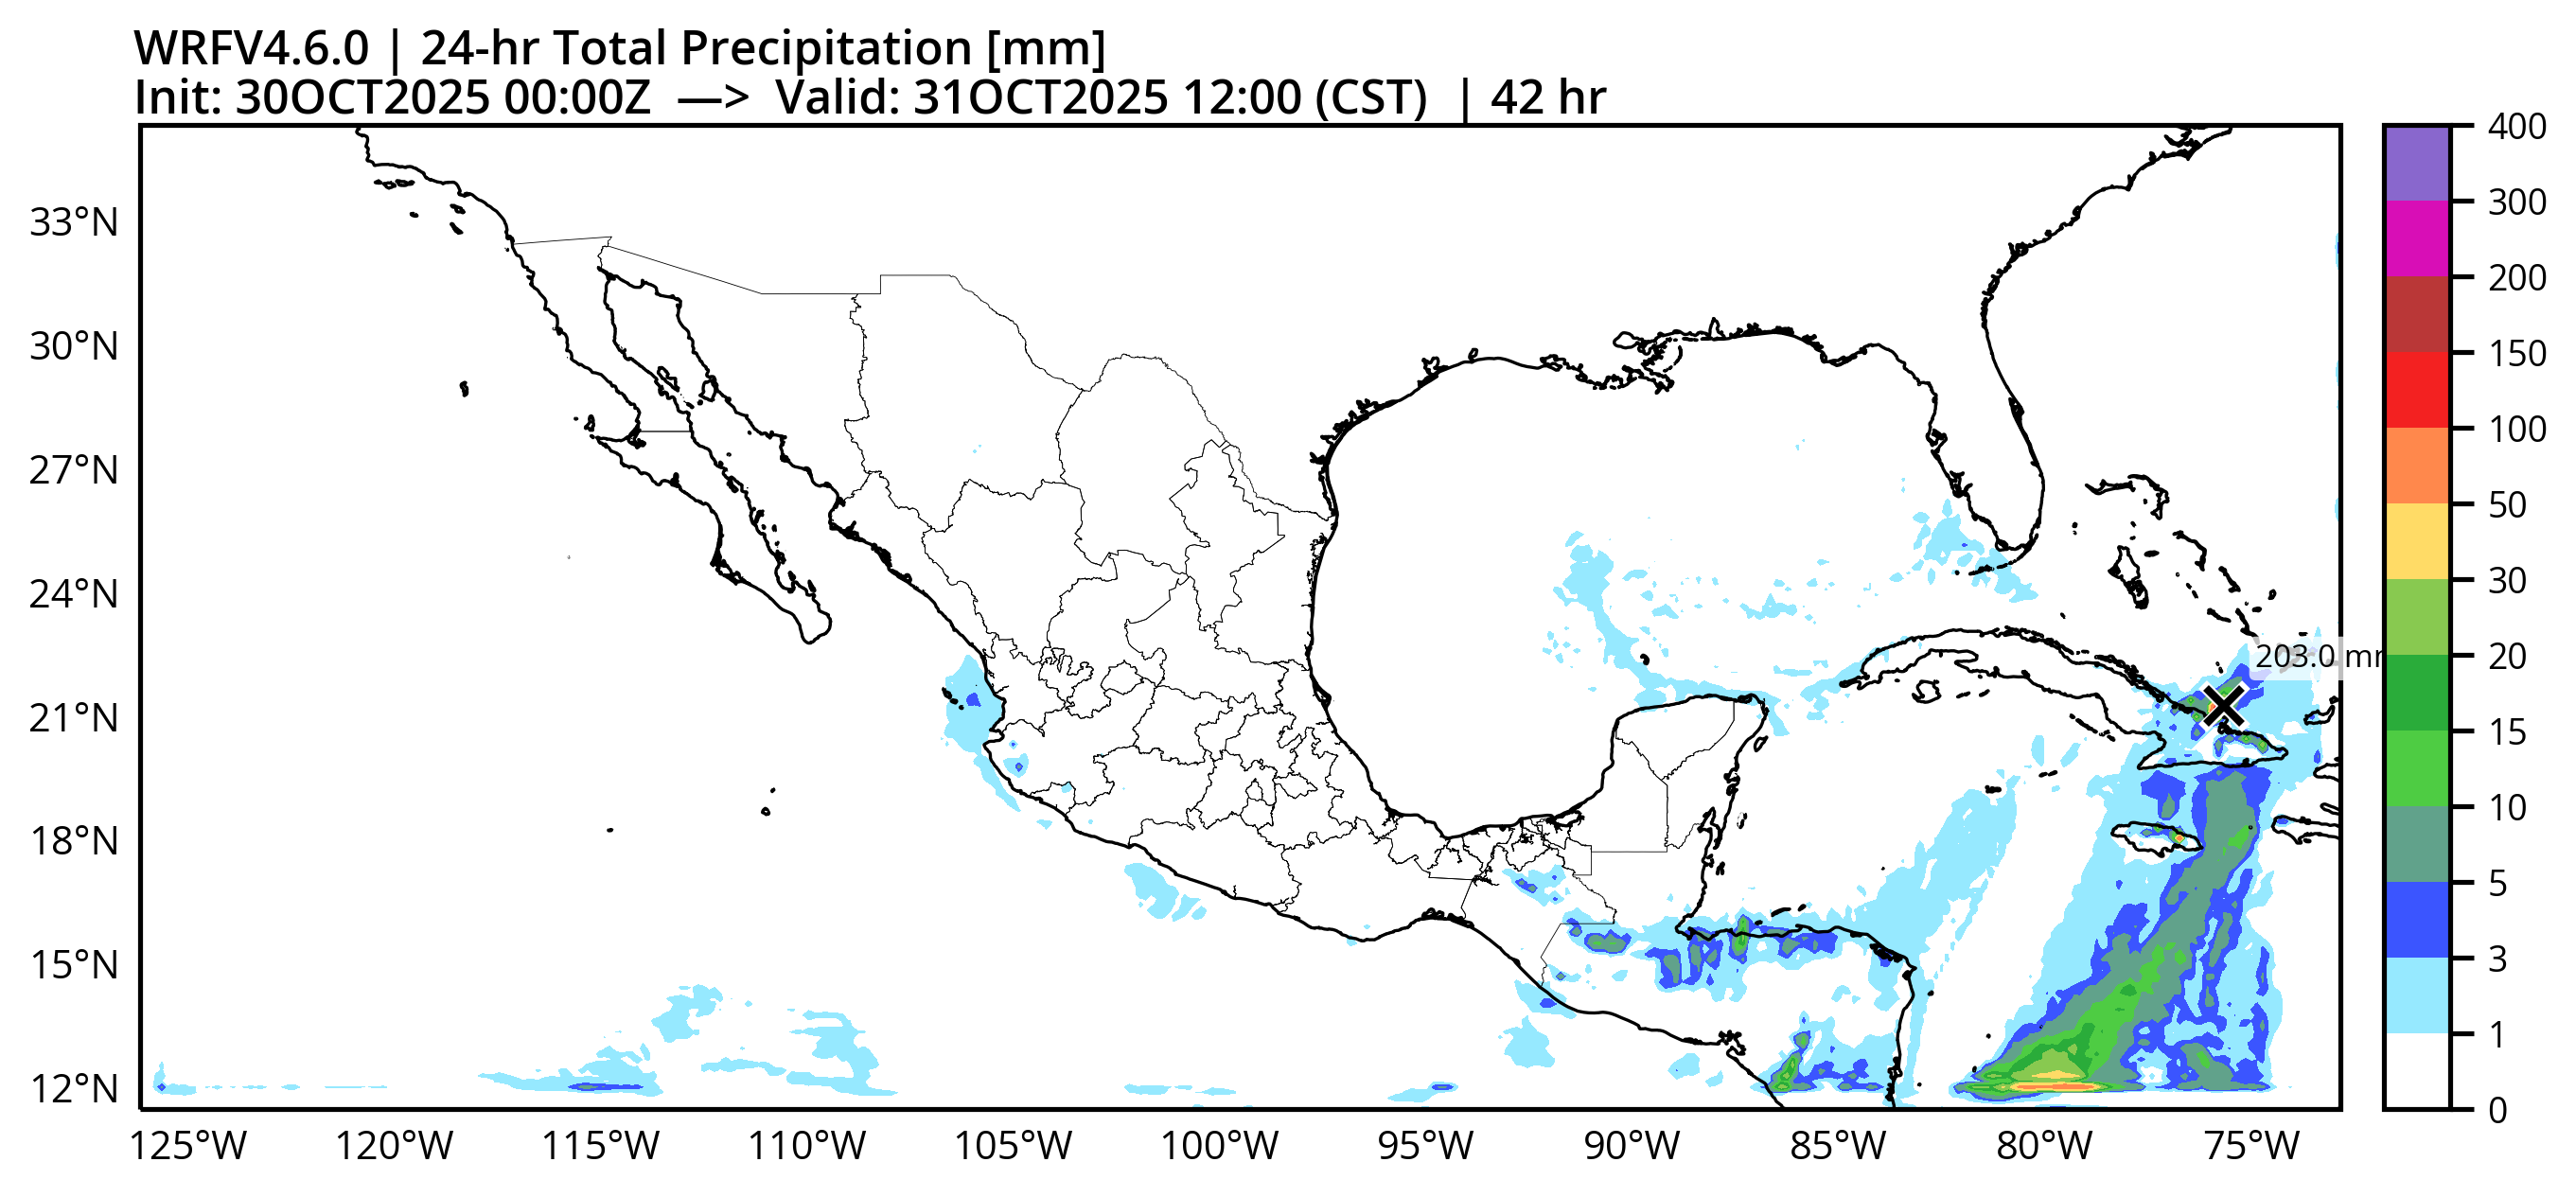 WRFV4.6.0 | 24-hr Total Precipitation [mm]
Init: 30OCT2025 00:00Z —> Valid: 31OCT2025 12:00 (CST) | 42 hr
33°N
30°N
27°N
24°N
21°N
18°N
15°N
12°N
125°W 120°W 115°W 110°W 105°W 100°W 95°W 90°W 85°W 80°W 75°W
203.0 mm
400
300
200
150
100
50
30
20
15
10
5
3
1
0